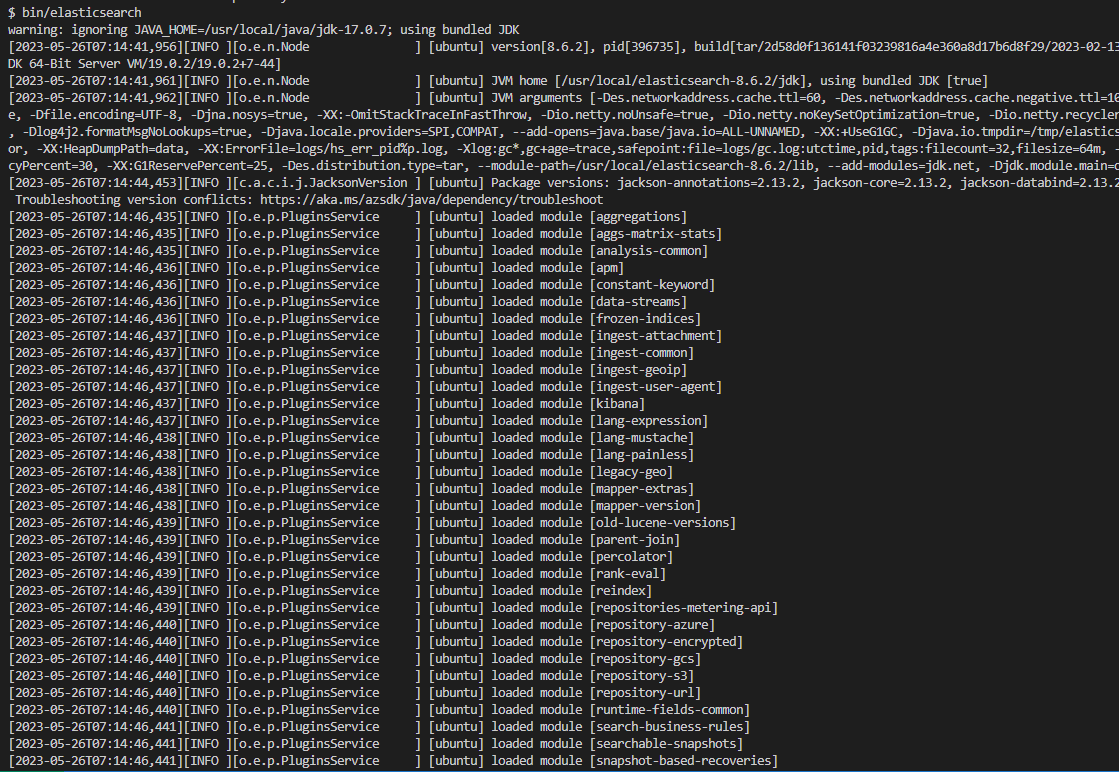 $ bin/elasticsearch
warning: ignoring JAVA_HOME=/usr/local/java/jdk-17.0.7; using bundled JDK
[2023-05-26T07:14:41,956][INFO ][o.e.n.Node               ] [ubuntu] version[8.6.2], pid[396735], build[tar/2d58d0f136141f03239816a4e360a8d17b6d8f29/2023-02-13
DK 64-Bit Server VM/19.0.2/19.0.2+7-44]
[2023-05-26T07:14:41,961][INFO ][o.e.n.Node               ] [ubuntu] JVM home [/usr/local/elasticsearch-8.6.2/jdk], using bundled JDK [true]
[2023-05-26T07:14:41,962][INFO ][o.e.n.Node               ] [ubuntu] JVM arguments [-Des.networkaddress.cache.ttl=60, -Des.networkaddress.cache.negative.ttl=10
e, -Dfile.encoding=UTF-8, -Djna.nosys=true, -XX:-OmitStackTraceInFastThrow, -Dio.netty.noUnsafe=true, -Dio.netty.noKeySetOptimization=true, -Dio.netty.recycler
, -Dlog4j2.formatMsgNoLookups=true, -Djava.locale.providers=SPI,COMPAT, --add-opens=java.base/java.io=ALL-UNNAMED, -XX:+UseG1GC, -Djava.io.tmpdir=/tmp/elastics
or, -XX:HeapDumpPath=data, -XX:ErrorFile=logs/hs_err_pid%p.log, -Xlog:gc*,gc+age=trace,safepoint:file=logs/gc.log:utctime,pid,tags:filecount=32,filesize=64m, -
cyPercent=30, -XX:G1ReservePercent=25, -Des.distribution.type=tar, --module-path=/usr/local/elasticsearch-8.6.2/lib, --add-modules=jdk.net, -Djdk.module.main=o
[2023-05-26T07:14:44,453][INFO ][c.a.c.i.j.JacksonVersion ] [ubuntu] Package versions: jackson-annotations=2.13.2, jackson-core=2.13.2, jackson-databind=2.13.2
 Troubleshooting version conflicts: https://aka.ms/azsdk/java/dependency/troubleshoot
[2023-05-26T07:14:46,435][INFO ][o.e.p.PluginsService     ] [ubuntu] loaded module [aggregations]
[2023-05-26T07:14:46,435][INFO ][o.e.p.PluginsService     ] [ubuntu] loaded module [aggs-matrix-stats]
[2023-05-26T07:14:46,435][INFO ][o.e.p.PluginsService     ] [ubuntu] loaded module [analysis-common]
[2023-05-26T07:14:46,436][INFO ][o.e.p.PluginsService     ] [ubuntu] loaded module [apm]
[2023-05-26T07:14:46,436][INFO ][o.e.p.PluginsService     ] [ubuntu] loaded module [constant-keyword]
[2023-05-26T07:14:46,436][INFO ][o.e.p.PluginsService     ] [ubuntu] loaded module [data-streams]
[2023-05-26T07:14:46,436][INFO ][o.e.p.PluginsService     ] [ubuntu] loaded module [frozen-indices]
[2023-05-26T07:14:46,437][INFO ][o.e.p.PluginsService     ] [ubuntu] loaded module [ingest-attachment]
[2023-05-26T07:14:46,437][INFO ][o.e.p.PluginsService     ] [ubuntu] loaded module [ingest-common]
[2023-05-26T07:14:46,437][INFO ][o.e.p.PluginsService     ] [ubuntu] loaded module [ingest-geoip]
[2023-05-26T07:14:46,437][INFO ][o.e.p.PluginsService     ] [ubuntu] loaded module [ingest-user-agent]
[2023-05-26T07:14:46,437][INFO ][o.e.p.PluginsService     ] [ubuntu] loaded module [kibana]
[2023-05-26T07:14:46,437][INFO ][o.e.p.PluginsService     ] [ubuntu] loaded module [lang-expression]
[2023-05-26T07:14:46,438][INFO ][o.e.p.PluginsService     ] [ubuntu] loaded module [lang-mustache]
[2023-05-26T07:14:46,438][INFO ][o.e.p.PluginsService     ] [ubuntu] loaded module [lang-painless]
[2023-05-26T07:14:46,438][INFO ][o.e.p.PluginsService     ] [ubuntu] loaded module [legacy-geo]
[2023-05-26T07:14:46,438][INFO ][o.e.p.PluginsService     ] [ubuntu] loaded module [mapper-extras]
[2023-05-26T07:14:46,438][INFO ][o.e.p.PluginsService     ] [ubuntu] loaded module [mapper-version]
[2023-05-26T07:14:46,439][INFO ][o.e.p.PluginsService     ] [ubuntu] loaded module [old-lucene-versions]
[2023-05-26T07:14:46,439][INFO ][o.e.p.PluginsService     ] [ubuntu] loaded module [parent-join]
[2023-05-26T07:14:46,439][INFO ][o.e.p.PluginsService     ] [ubuntu] loaded module [percolator]
[2023-05-26T07:14:46,439][INFO ][o.e.p.PluginsService     ] [ubuntu] loaded module [rank-eval]
[2023-05-26T07:14:46,439][INFO ][o.e.p.PluginsService     ] [ubuntu] loaded module [reindex]
[2023-05-26T07:14:46,439][INFO ][o.e.p.PluginsService     ] [ubuntu] loaded module [repositories-metering-api]
[2023-05-26T07:14:46,440][INFO ][o.e.p.PluginsService     ] [ubuntu] loaded module [repository-azure]
[2023-05-26T07:14:46,440][INFO ][o.e.p.PluginsService     ] [ubuntu] loaded module [repository-encrypted]
[2023-05-26T07:14:46,440][INFO ][o.e.p.PluginsService     ] [ubuntu] loaded module [repository-gcs]
[2023-05-26T07:14:46,440][INFO ][o.e.p.PluginsService     ] [ubuntu] loaded module [repository-s3]
[2023-05-26T07:14:46,440][INFO ][o.e.p.PluginsService     ] [ubuntu] loaded module [repository-url]
[2023-05-26T07:14:46,440][INFO ][o.e.p.PluginsService     ] [ubuntu] loaded module [runtime-fields-common]
[2023-05-26T07:14:46,441][INFO ][o.e.p.PluginsService     ] [ubuntu] loaded module [search-business-rules]
[2023-05-26T07:14:46,441][INFO ][o.e.p.PluginsService     ] [ubuntu] loaded module [searchable-snapshots]
[2023-05-26T07:14:46,441][INFO ][o.e.p.PluginsService     ] [ubuntu] loaded module [snapshot-based-recoveries]